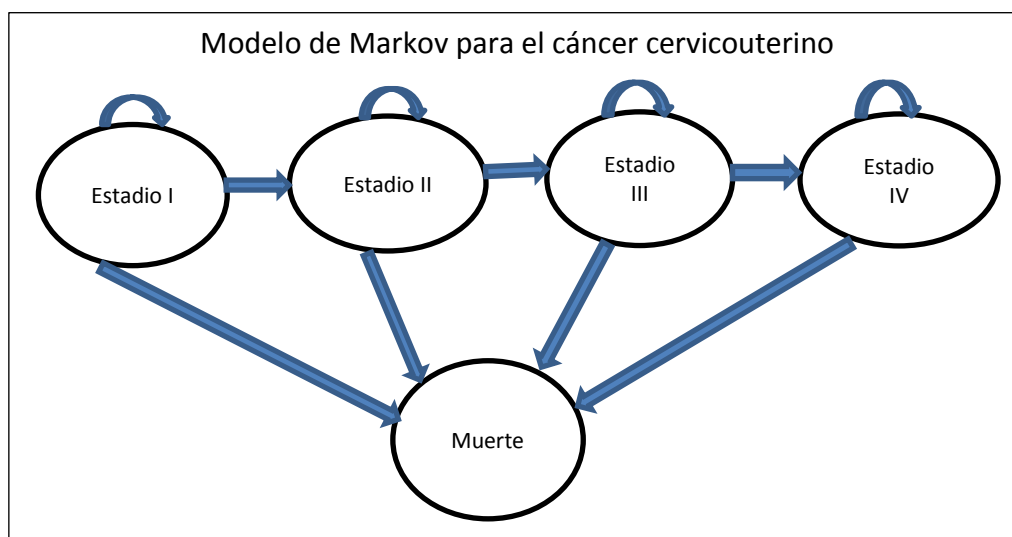 Modelo de Markov para el cáncer cervicouterino
Estadio I
Estadio II
Estadio
III
Estadio
IV
Muerte